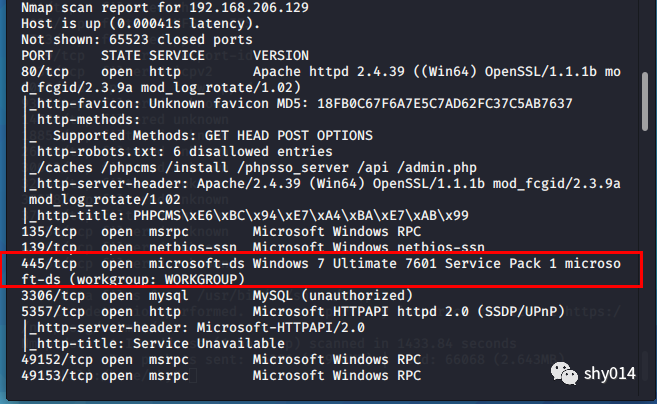 Nmap scan report for 192.168.206.129
Host is up (0.00041s latency).
Not shown: 65523 closed ports
PORT      STATE SERVICE      VERSION
80/tcp    open  http         Apache httpd 2.4.39 ((Win64) OpenSSL/1.1.1b mo
d_fcgid/2.3.9a mod_log_rotate/1.02)
|_http-favicon: Unknown favicon MD5: 18FB0C67F6A7E5C7AD62FC37C5AB7637
| http-methods:
|_  Supported Methods: GET HEAD POST OPTIONS
| http-robots.txt: 6 disallowed entries
|_/caches /phpcms /install /phpsso_server /api /admin.php
|_http-server-header: Apache/2.4.39 (Win64) OpenSSL/1.1.1b mod_fcgid/2.3.9a
 mod_log_rotate/1.02
|_http-title: PHPCMS\xE6\xBC\x94\xE7\xA4\xBA\xE7\xAB\x99
135/tcp   open  msrpc        Microsoft Windows RPC
139/tcp   open  netbios-ssn  Microsoft Windows netbios-ssn
445/tcp   open  microsoft-ds Windows 7 Ultimate 7601 Service Pack 1 microso
ft-ds (workgroup: WORKGROUP)
3306/tcp  open  mysql        MySQL (unauthorized)
5357/tcp  open  http         Microsoft HTTPAPI httpd 2.0 (SSDP/UPnP)
|_http-server-header: Microsoft-HTTPAPI/2.0
|_http-title: Service Unavailable
49152/tcp open  msrpc        Microsoft Windows RPC
49153/tcp open  msrpc        Microsoft Windows RPC
shy014